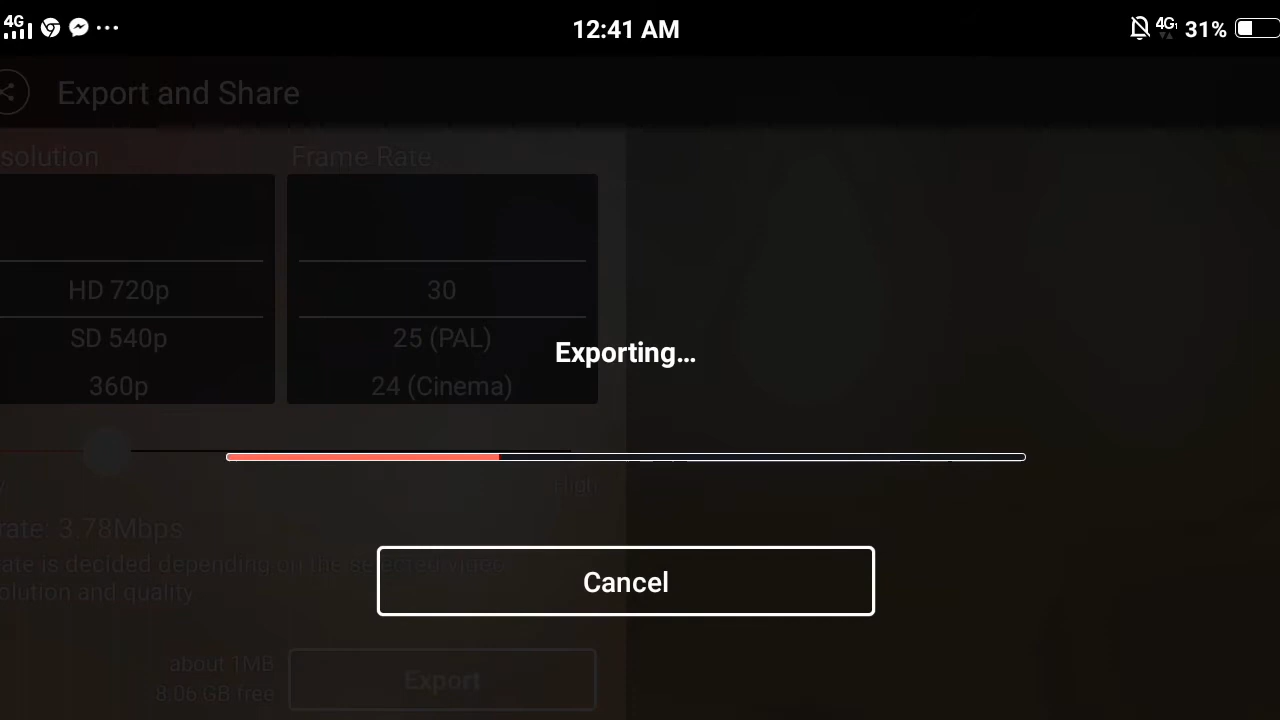 4G 12:41 AM 4G 31%
Export and Share
solution Frame Rate
HD 720p 30
SD 540p 25 (PAL)
Exporting...
360p 24 (Cinema)
High
rate: 3.78Mbps
ate is decided depending on the selected video
olution and quality
Cancel
about 1MB
8.06 GB free
Export